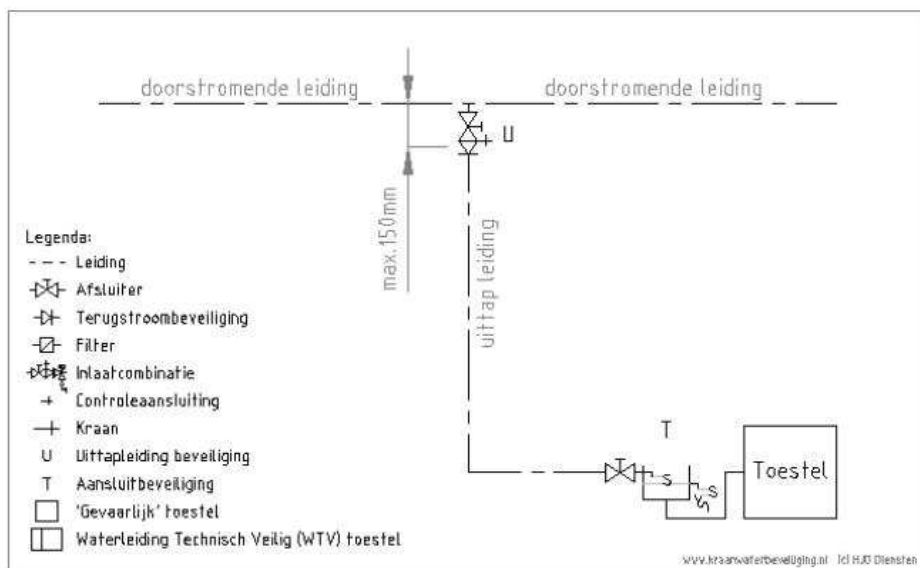 doorstromende leiding
doorstromende leiding
U
max.150mm
uittap leiding
Legenda:
Leiding
Afsluiter
Terugstroombeveiliging
Filter
Inlaatcombinatie
Controleaansluiting
Kraan
U Uittapleiding beveiliging
T Aansluitbeveiliging
'Gevaarlijk' toestel
Waterleiding Technisch Veilig (WTV) toestel
T
S
S
Toestel
www.kraanwaterbeveiliging.nl (c) HJG Diensten